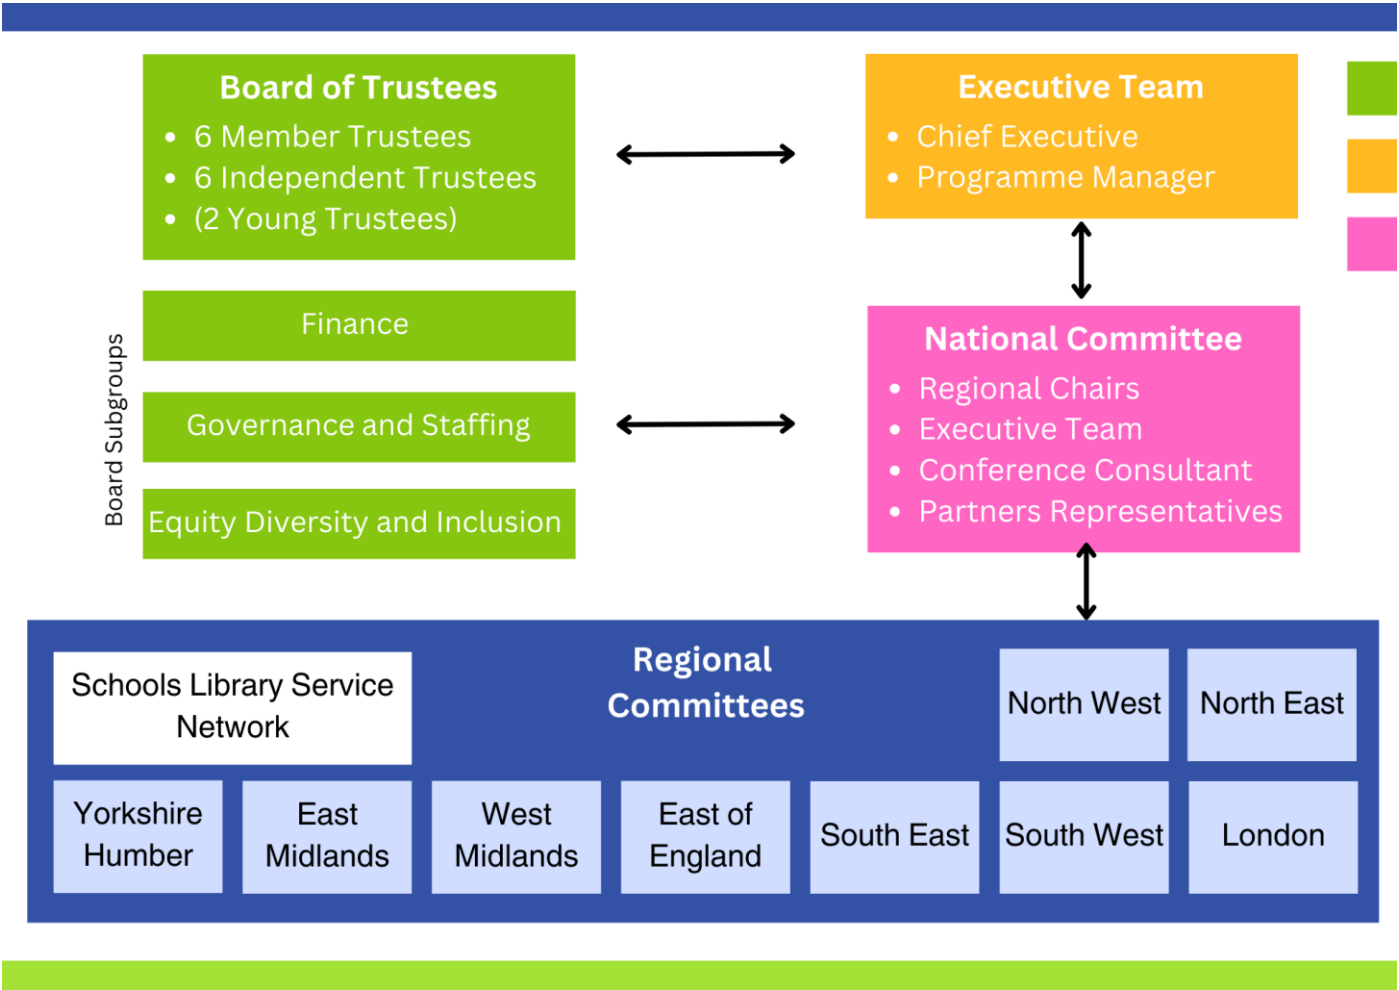 Board of Trustees
• 6 Member Trustees
• 6 Independent Trustees
• (2 Young Trustees)
Executive Team
• Chief Executive
• Programme Manager
Board Subgroups
Finance
Governance and Staffing
Equity Diversity and Inclusion
National Committee
• Regional Chairs
• Executive Team
• Conference Consultant
• Partners Representatives
Regional
Committees
Schools Library Service
Network
North West
North East
Yorkshire
Humber
East
Midlands
West
Midlands
East of
England
South East
South West
London